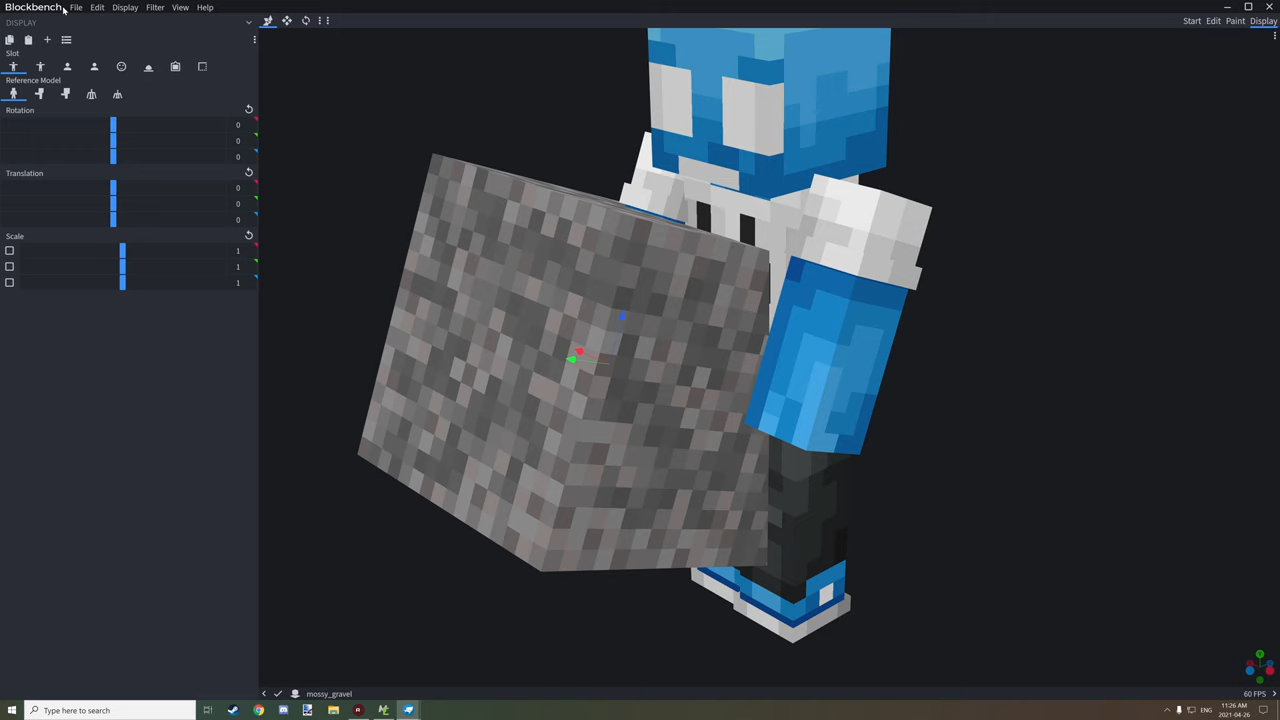 Blockbench File Edit Display Filter View Help
DISPLAY
Start Edit Paint Display
Slot
Reference Model
Rotation
0
0
0
Translation
0
0
0
Scale
1
1
1
mossy_gravel
60 FPS
Type here to search
ENG
11:26 AM
2021-04-26